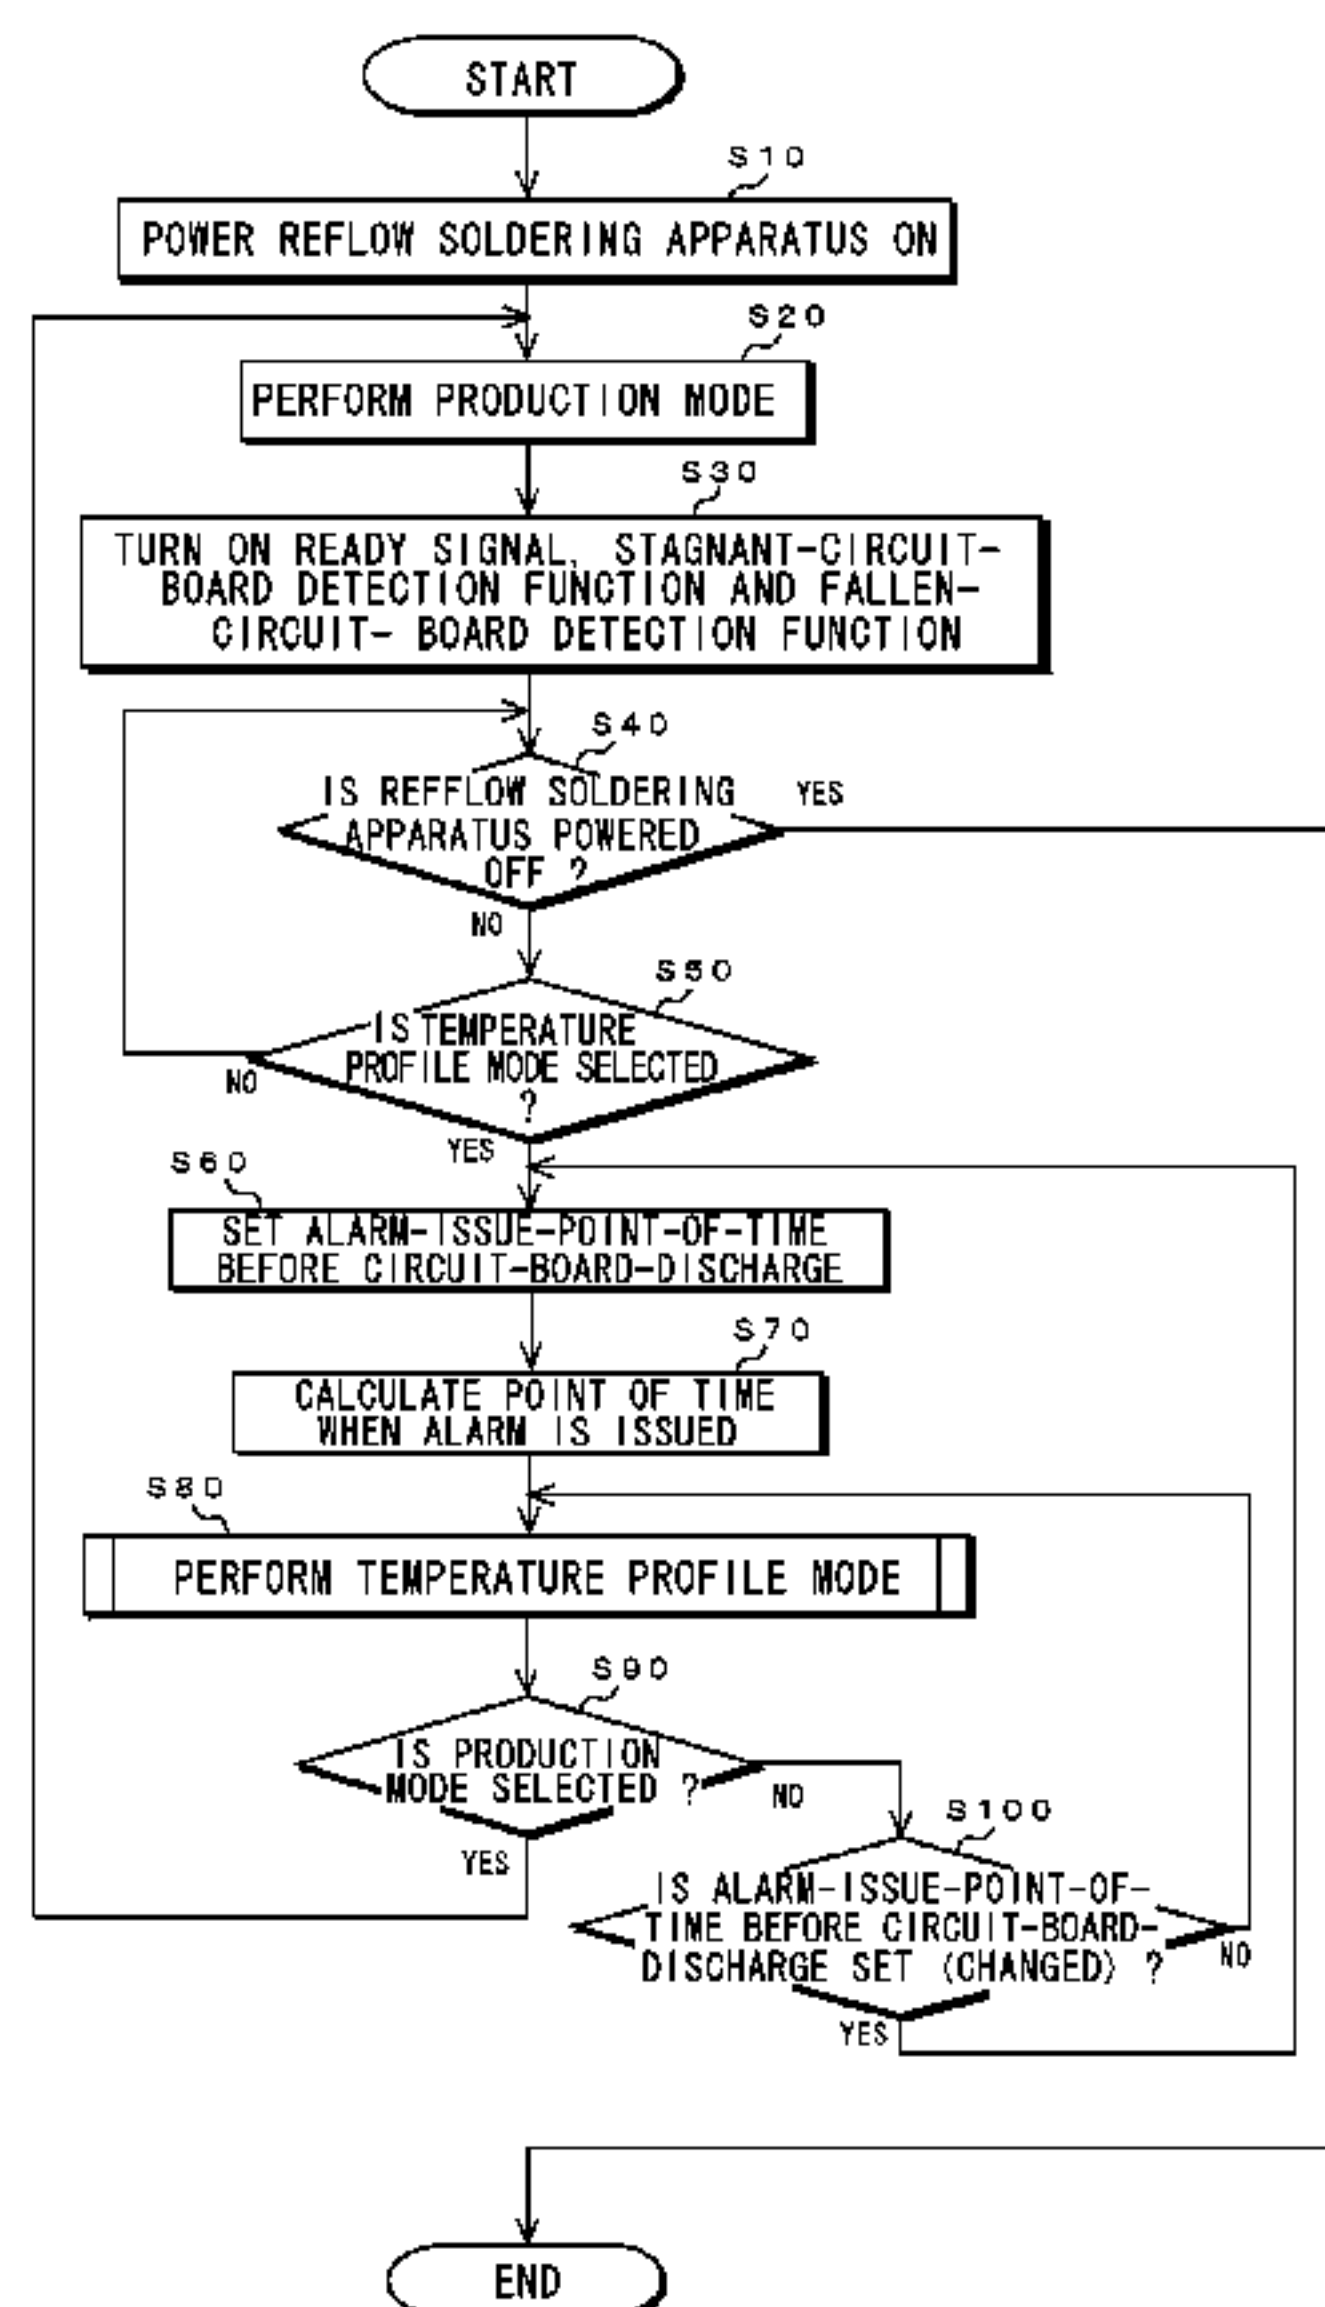 START
S10
POWER REFLOW SOLDERING APPARATUS ON
S20
PERFORM PRODUCTION MODE
S30
TURN ON READY SIGNAL, STAGNANT-CIRCUIT-
BOARD DETECTION FUNCTION AND FALLEN-
CIRCUIT- BOARD DETECTION FUNCTION
S40
IS REFFLOW SOLDERING
YES
APPARATUS POWERED
OFF ?
NO
S50
IS TEMPERATURE
PROFILE MODE SELECTED
NO
?
YES
S60
SET ALARM-ISSUE-POINT-OF-TIME
BEFORE CIRCUIT-BOARD-DISCHARGE
S70
CALCULATE POINT OF TIME
WHEN ALARM IS ISSUED
S80
PERFORM TEMPERATURE PROFILE MODE
S90
IS PRODUCTION
MODE SELECTED ?
NO
S100
YES
IS ALARM-ISSUE-POINT-OF-
TIME BEFORE CIRCUIT-BOARD-
DISCHARGE SET (CHANGED) ?
NO
YES
END